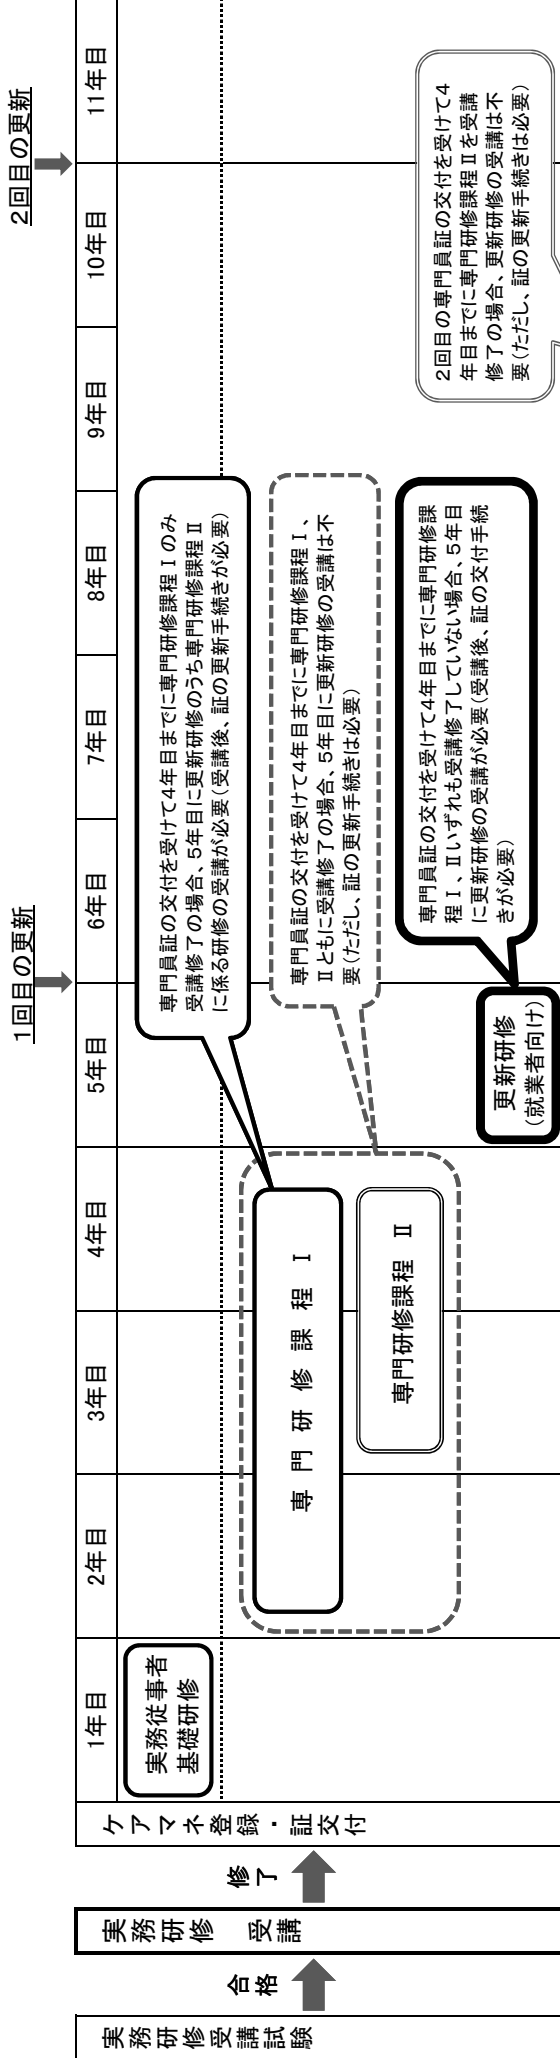 1回目の更新
2回目の更新
実務研修受講試験
合格
実務研修　受講
修了
ケアマネ登録・証交付
1年目
2年目
3年目
4年目
5年目
6年目
7年目
8年目
9年目
10年目
11年目
実務従事者
基礎研修
専門員証の交付を受けて4年目までに専門研修課程Ⅰのみ
受講修了の場合、5年目に更新研修のうち専門研修課程Ⅱ
に係る研修の受講が必要(受講後、証の更新手続きが必要)
専門研修課程Ⅰ
専門員証の交付を受けて4年目までに専門研修課程Ⅰ、
Ⅱともに受講修了の場合、5年目に更新研修の受講は不
要(ただし、証の更新手続きは必要)
専門研修課程　Ⅱ
専門員証の交付を受けて4年目までに専門研修課
程Ⅰ、Ⅱいずれも受講修了していない場合、5年目
に更新研修の受講が必要(受講後、証の交付手続
きが必要)
更新研修
(就業者向け)
2回目の専門員証の交付を受けて4
年目までに専門研修課程Ⅱを受講
修了の場合、更新研修の受講は不
要(ただし、証の更新手続きは必要)